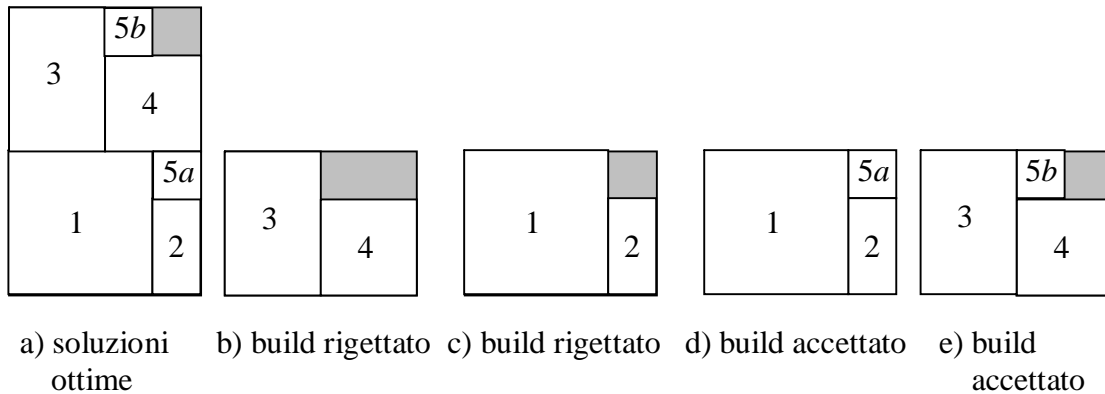 5b
3
4
5a
5b
1
3
1
1
3
2
4
2
2
4
a) soluzioni b) build rigettato c) build rigettato d) build accettato e) build
ottime accettato